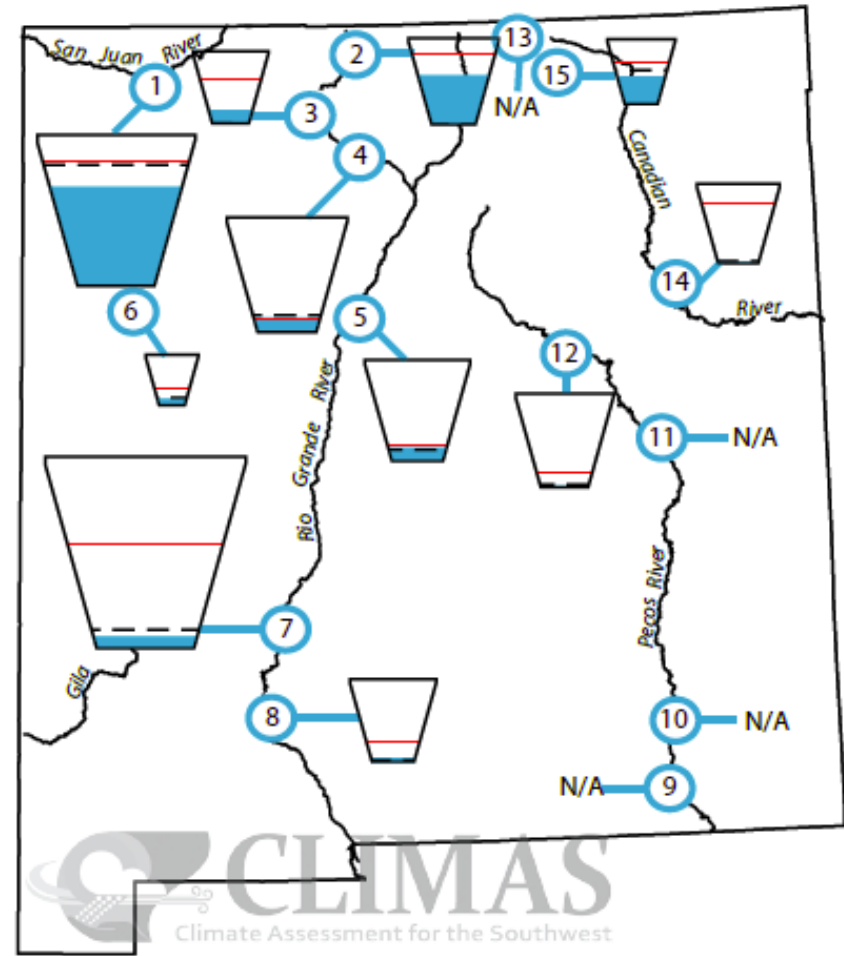 San Juan River
1
2
3
13
15
N/A
4
Canadian
14
River
6
5
12
11
N/A
Rio Grande River
Pecos River
7
Gila
8
10
N/A
N/A
9
CLIMAS
Climate Assessment for the Southwest